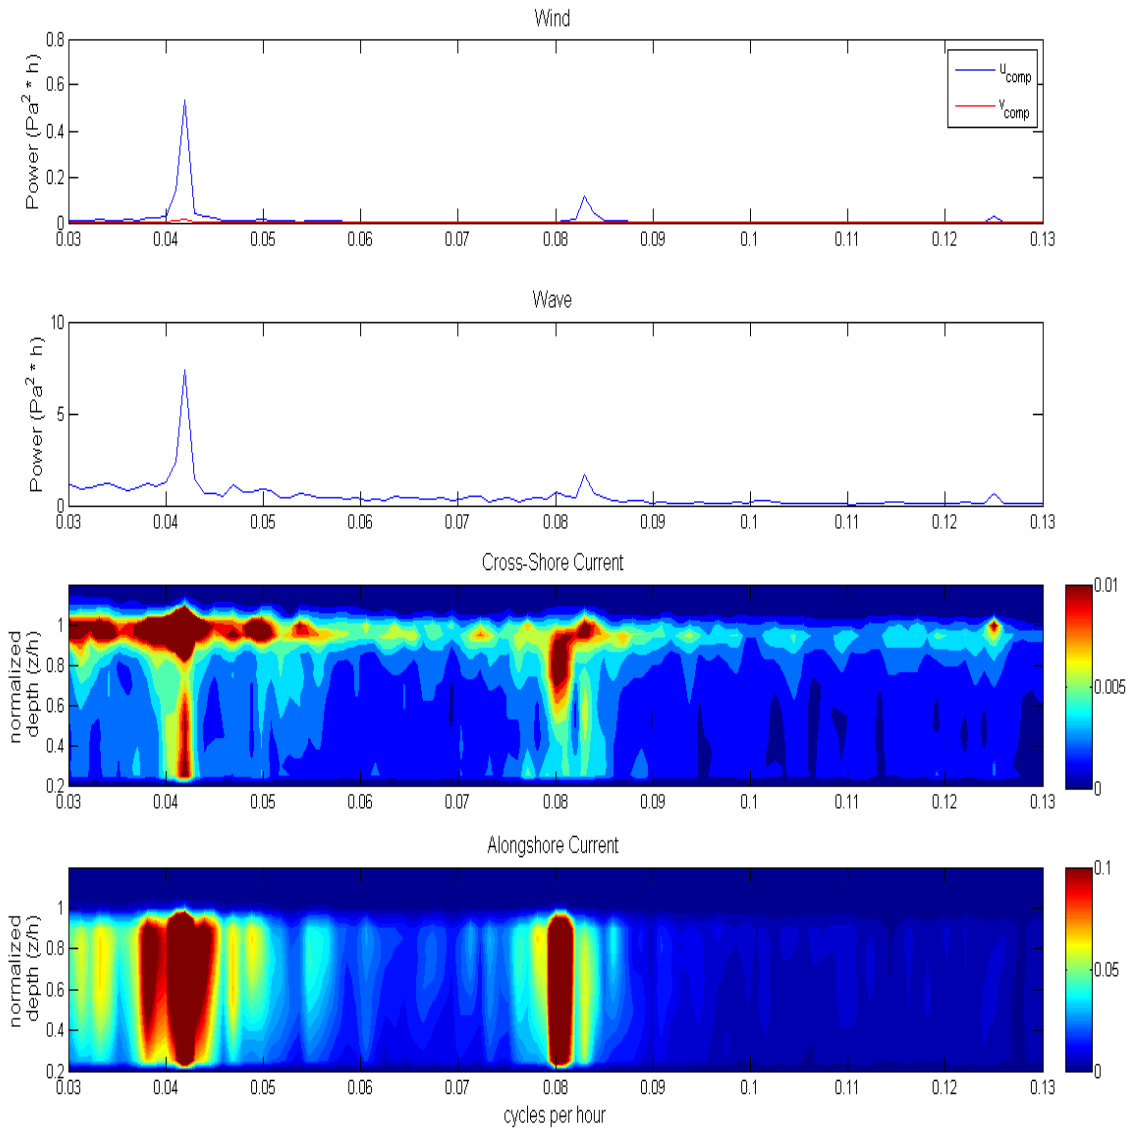 Wind
Power (Pa² * h)
0.8
0.6
0.4
0.2
0
u_comp
v_comp
0.03 0.04 0.05 0.06 0.07 0.08 0.09 0.1 0.11 0.12 0.13
Wave
Power (Pa² * h)
10
5
0
0.03 0.04 0.05 0.06 0.07 0.08 0.09 0.1 0.11 0.12 0.13
Cross-Shore Current
normalized
depth (z/h)
1
0.8
0.6
0.4
0.2
0.01
0.005
0
0.03 0.04 0.05 0.06 0.07 0.08 0.09 0.1 0.11 0.12 0.13
Alongshore Current
normalized
depth (z/h)
1
0.8
0.6
0.4
0.2
0.1
0.05
0
0.03 0.04 0.05 0.06 0.07 0.08 0.09 0.1 0.11 0.12 0.13
cycles per hour